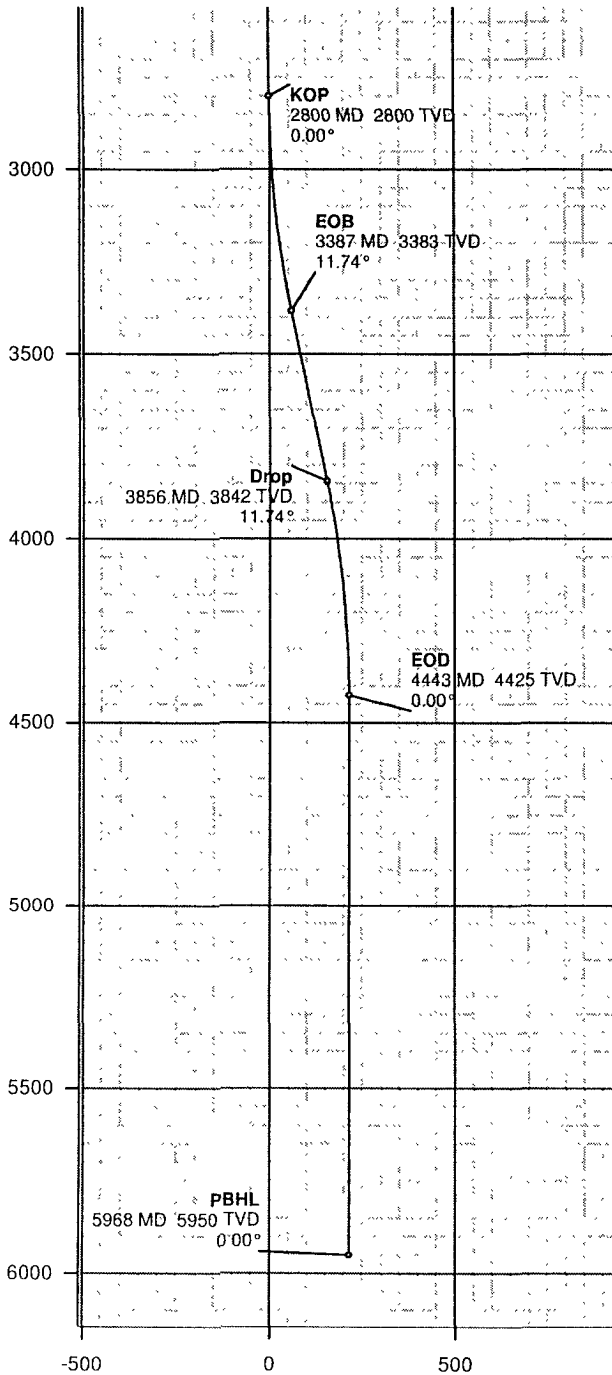 KOP
2800 MD 2800 TVD
0.00°
3000
EOB
3387 MD 3383 TVD
11.74°
3500
Drop
3856 MD 3842 TVD
11.74°
4000
EOD
4443 MD 4425 TVD
0.00°
4500
5000
5500
PBHL
5968 MD 5950 TVD
0.00°
6000
-500 0 500